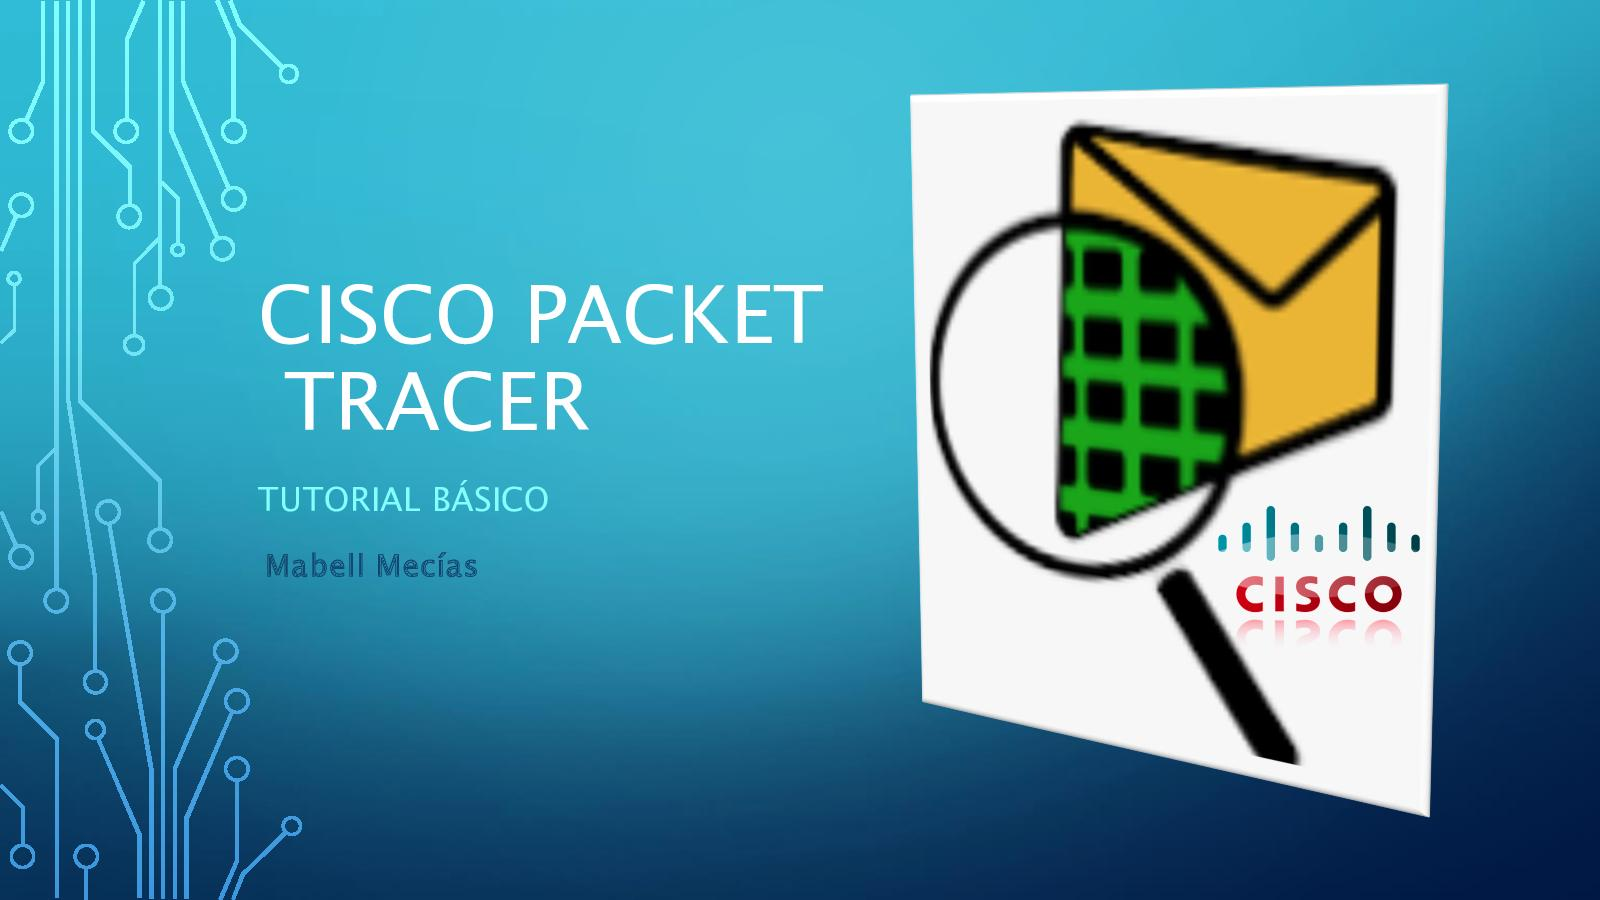 CISCO PACKET
TRACER
TUTORIAL BÁSICO
Mabell Mecías
CISCO